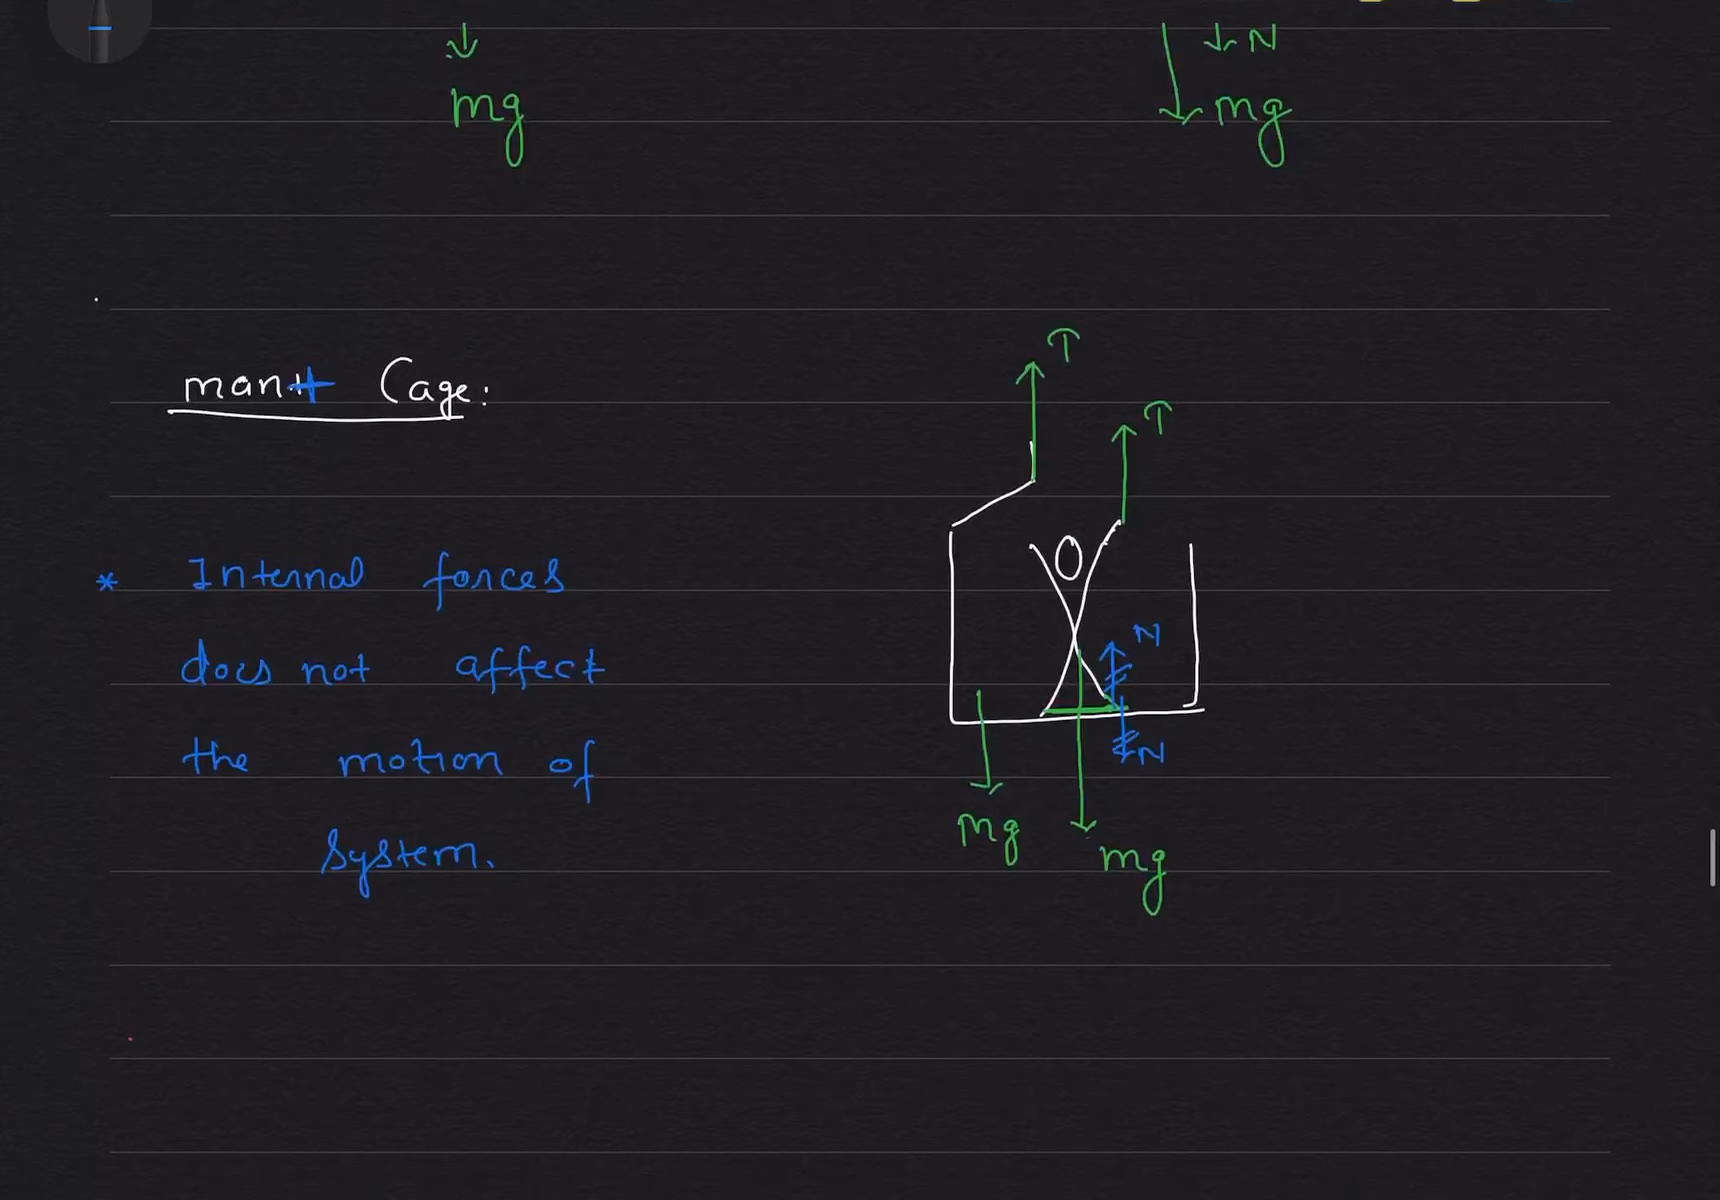 ↓ N
mg
mg
man + Cage:
T
T
* Internal forces
N
does not affect
N
the motion of
Mg
system.
mg